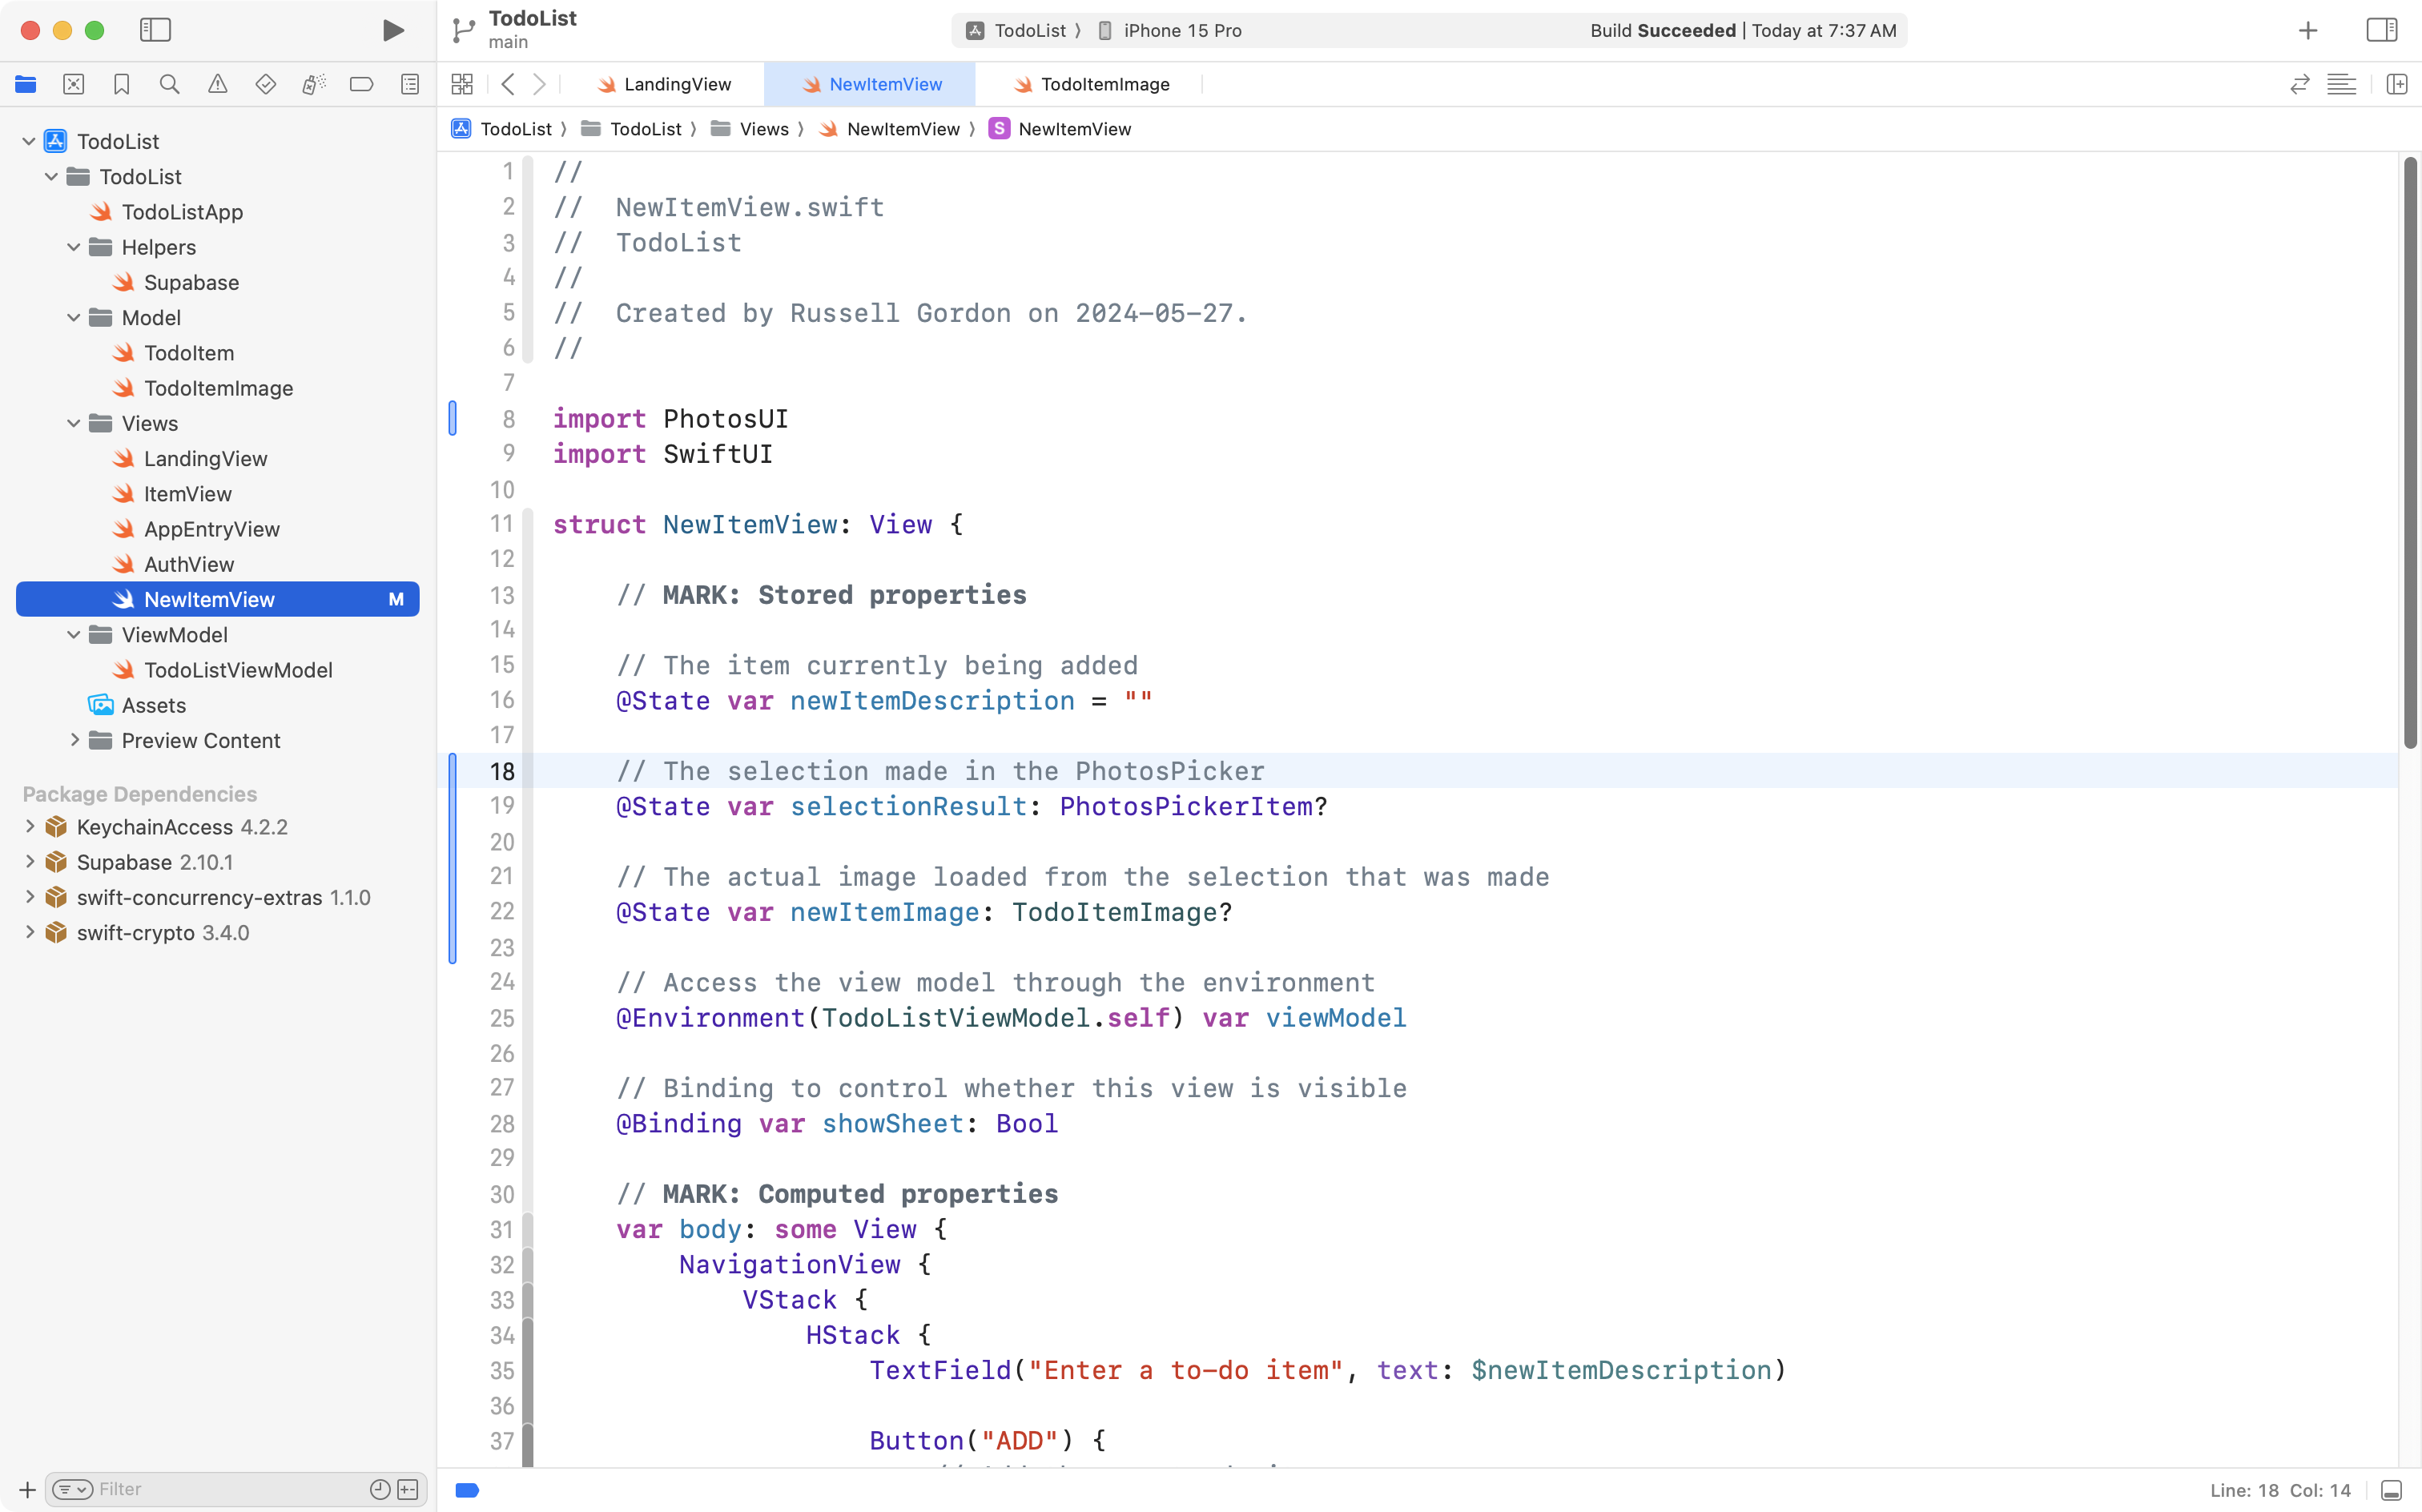 TodoList
main
TodoList 〉 iPhone 15 Pro
Build Succeeded | Today at 7:37 AM
LandingView
NewItemView
TodoItemImage
TodoList 〉 TodoList 〉 Views 〉 NewItemView 〉 S NewItemView
TodoList
TodoList
TodoListApp
Helpers
Supabase
Model
TodoItem
TodoItemImage
Views
LandingView
ItemView
AppEntryView
AuthView
NewItemView M
ViewModel
TodoListViewModel
Assets
Preview Content
Package Dependencies
KeychainAccess 4.2.2
Supabase 2.10.1
swift-concurrency-extras 1.1.0
swift-crypto 3.4.0
Filter
1 //
2 //  NewItemView.swift
3 //  TodoList
4 //
5 //  Created by Russell Gordon on 2024-05-27.
6 //
7
8 import PhotosUI
9 import SwiftUI
10
11 struct NewItemView: View {
12
13     // MARK: Stored properties
14
15     // The item currently being added
16     @State var newItemDescription = ""
17
18     // The selection made in the PhotosPicker
19     @State var selectionResult: PhotosPickerItem?
20
21     // The actual image loaded from the selection that was made
22     @State var newItemImage: TodoItemImage?
23
24     // Access the view model through the environment
25     @Environment(TodoListViewModel.self) var viewModel
26
27     // Binding to control whether this view is visible
28     @Binding var showSheet: Bool
29
30     // MARK: Computed properties
31     var body: some View {
32         NavigationView {
33             VStack {
34                 HStack {
35                     TextField("Enter a to-do item", text: $newItemDescription)
36
37                     Button("ADD") {
Line: 18 Col: 14